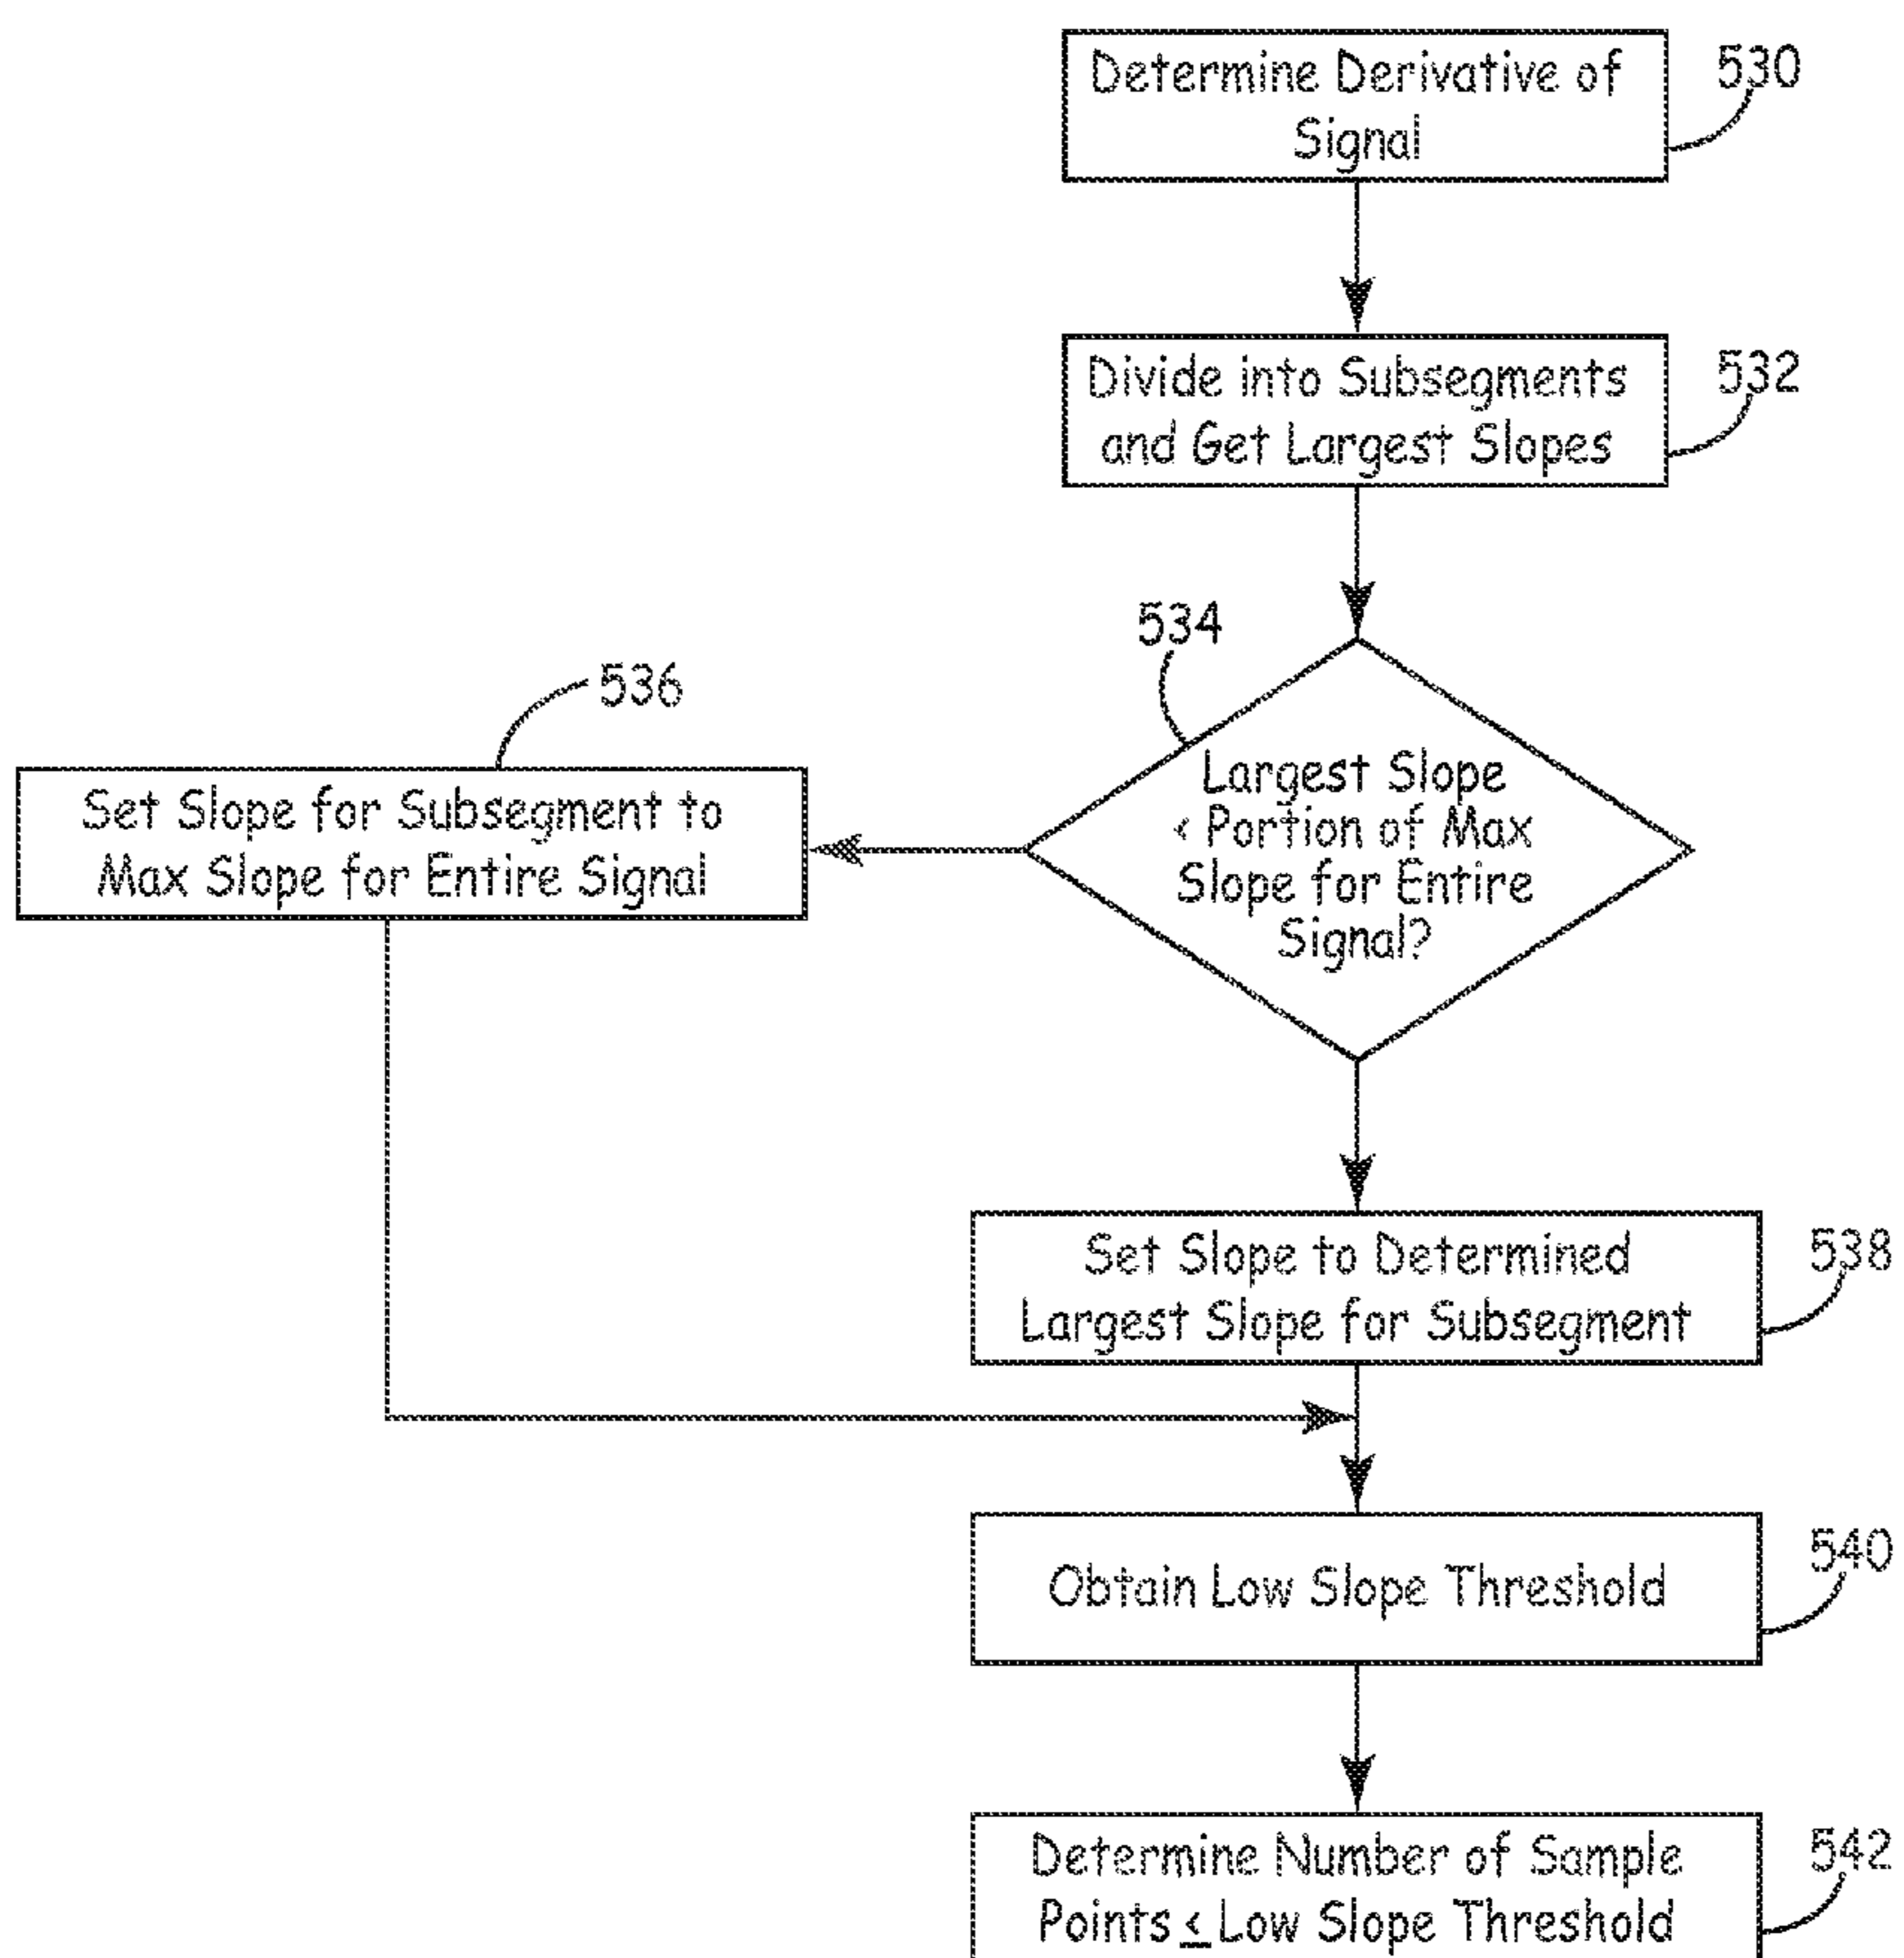 Determine Derivative of
Signal
530
Divide into Subsegments
and Get Largest Slopes
532
534
Largest Slope
< Portion of Max
Slope for Entire
Signal?
536
Set Slope for Subsegment to
Max Slope for Entire Signal
Set Slope to Determined
Largest Slope for Subsegment
538
Obtain Low Slope Threshold
540
Determine Number of Sample
Points ≤ Low Slope Threshold
542